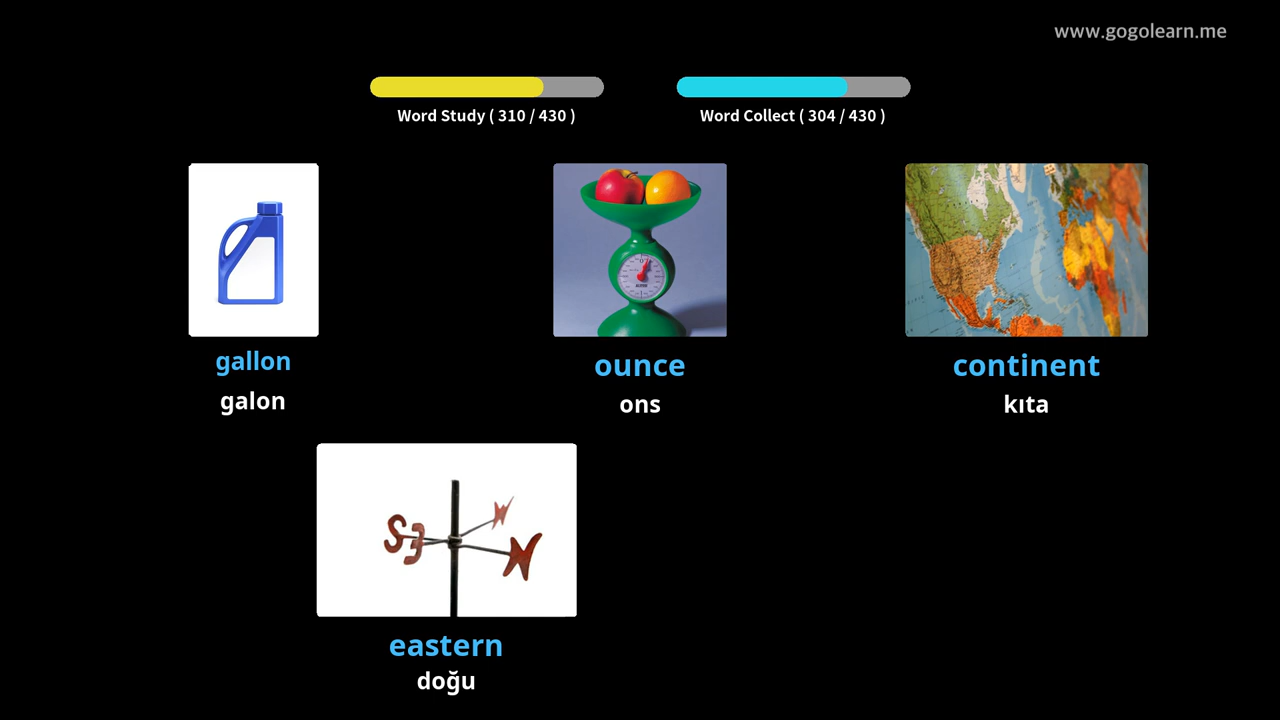 www.gogolearn.me
Word Study ( 310 / 430 )
Word Collect ( 304 / 430 )
gallon
galon
ounce
ons
continent
kıta
eastern
doğu